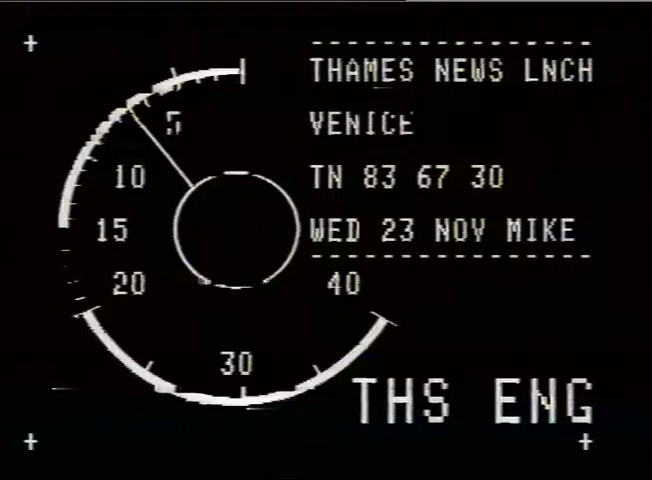 THAMES NEWS LNCH
VENICE
TN 83 67 30
WED 23 NOV MIKE
5
10
15
20
30
40
THS ENG